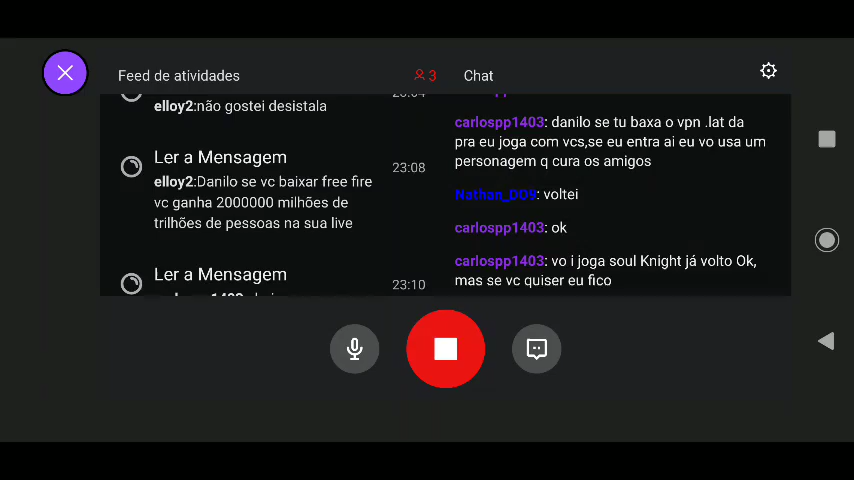 Feed de atividades
3
Chat
elloy2:não gostei desistala
Ler a Mensagem
23:08
elloy2:Danilo se vc baixar free fire
vc ganha 2000000 milhões de
trilhões de pessoas na sua live
Ler a Mensagem
23:10
carlospp1403: danilo se tu baxa o vpn .lat da
pra eu joga com vcs,se eu entra ai eu vo usa um
personagem q cura os amigos
Nathan_DO9: voltei
carlospp1403: ok
carlospp1403: vo i joga soul Knight já volto Ok,
mas se vc quiser eu fico